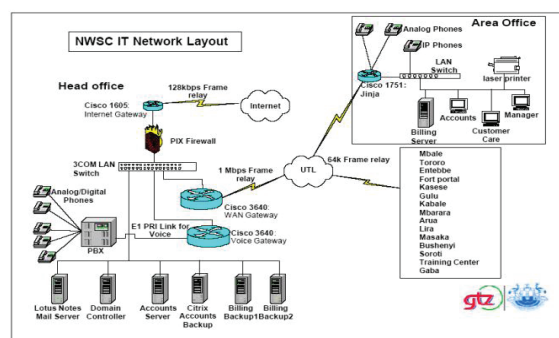 NWSC IT Network Layout
Area Office
Analog Phones
IP Phones
LAN
Switch
laser printer
Cisco 1751:
Jinja
Billing
Server
Accounts
Customer
Care
Manager
Head office
128kbps Frame
relay
Cisco 1605:
Internet Gateway
Internet
PIX Firewall
3COM LAN
Switch
1 Mbps Frame
relay
UTL
64k Frame relay
Cisco 3640:
WAN Gateway
Analog/Digital
Phones
E1 PRI Link for
Voice
Cisco 3640:
Voice Gateway
PBX
Mbale
Tororo
Entebbe
Fort portal
Kasese
Gulu
Kabale
Mbarara
Arua
Lira
Masaka
Bushenyi
Soroti
Training Center
Gaba
Lotus Notes
Mail Server
Domain
Controller
Accounts
Server
Citrix
Accounts
Backup
Billing
Backup1
Billing
Backup2
gtz